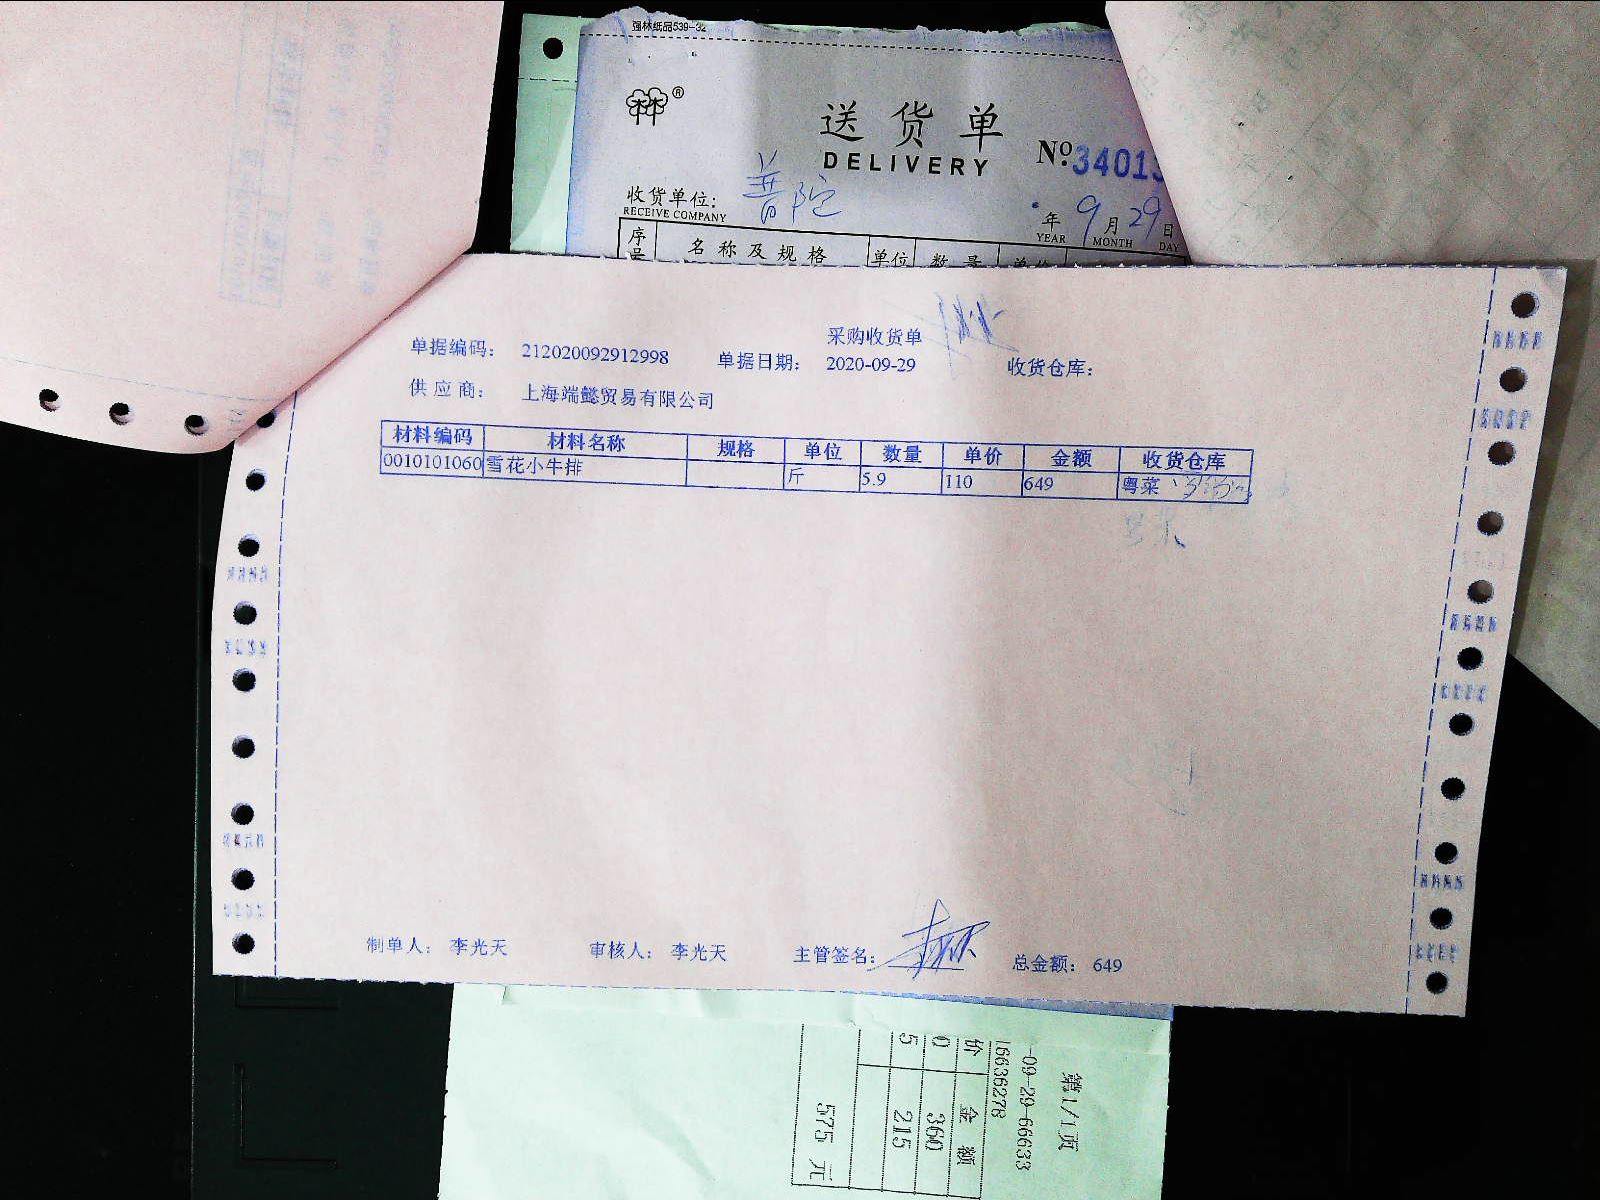 强林纸品539-32
®
送货单
DELIVERY
No.3401
收货单位: 普陀
RECEIVE COMPANY
年 9 月 29 日
YEAR MONTH DAY
序号 名称及规格 单位 数量 单价
采购收货单
单据编码: 212020092912998 单据日期: 2020-09-29 收货仓库:
供应商: 上海端懿贸易有限公司
材料编码 材料名称 规格 单位 数量 单价 金额 收货仓库
0010101060 雪花小牛排 斤 5.9 110 649 粤菜
制单人: 李光天 审核人: 李光天 主管签名: 总金额: 649
第1/1页
-09-29-66633
16636278
价 金额
0 360
5 215
575 元